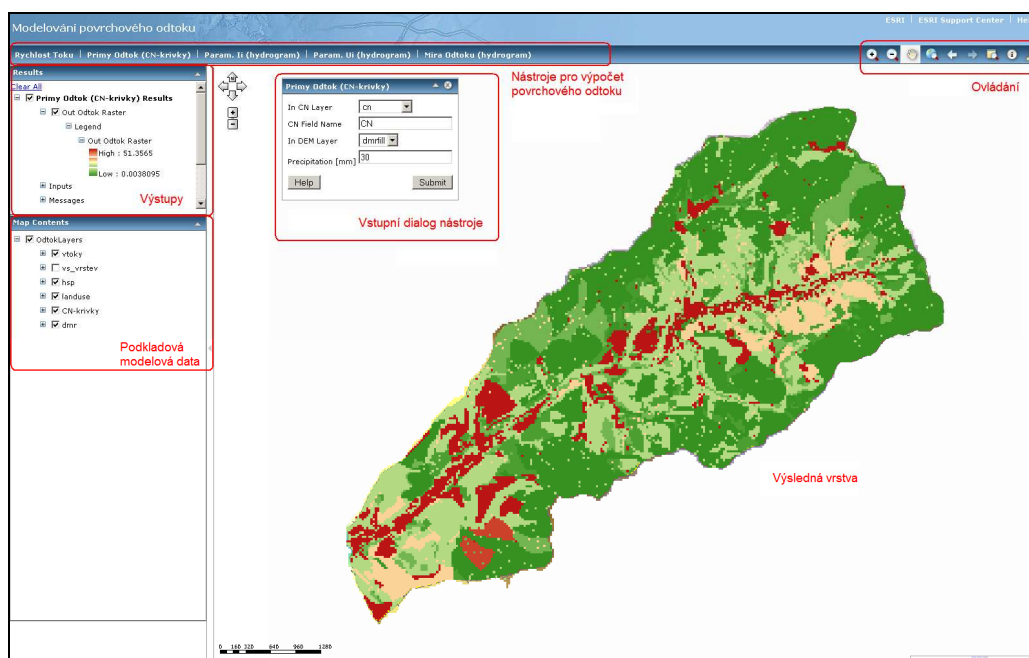 Modelování povrchového odtoku
ESRI | ESRI Support Center |
Rychlost Toku | Primy Odtok (CN-krivky) | Param. Ii (hydrogram) | Param. Ui (hydrogram) | Mira Odtoku (hydrogram)
Nástroje pro výpočet
povrchového odtoku
Ovládání
Results
Clear All
Primy Odtok (CN-krivky) Results
Out Odtok Raster
Legend
Out Odtok Raster
High : 51.3565
Low : 0.0038095
Inputs
Messages
Výstupy
Primy Odtok (CN-krivky)
In CN Layer cn
CN Field Name CN
In DEM Layer dmrfill
Precipitation [mm] 30
Help Submit
Vstupní dialog nástroje
Map Contents
OdtokLayers
vtoky
vs_vrstev
hsp
landuse
CN-krivky
dmr
Podkladová
modelová data
Výsledná vrstva
0 160 320 640 960 1280